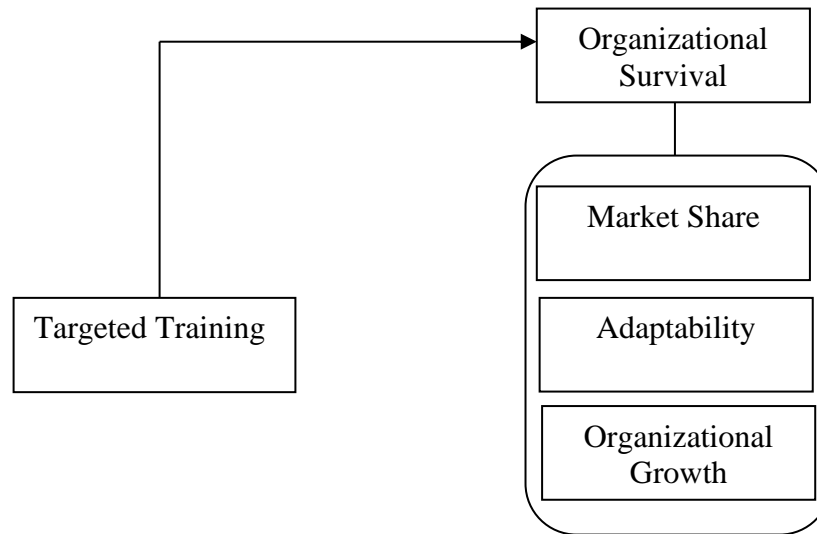 Organizational
Survival
Market Share
Targeted Training
Adaptability
Organizational
Growth